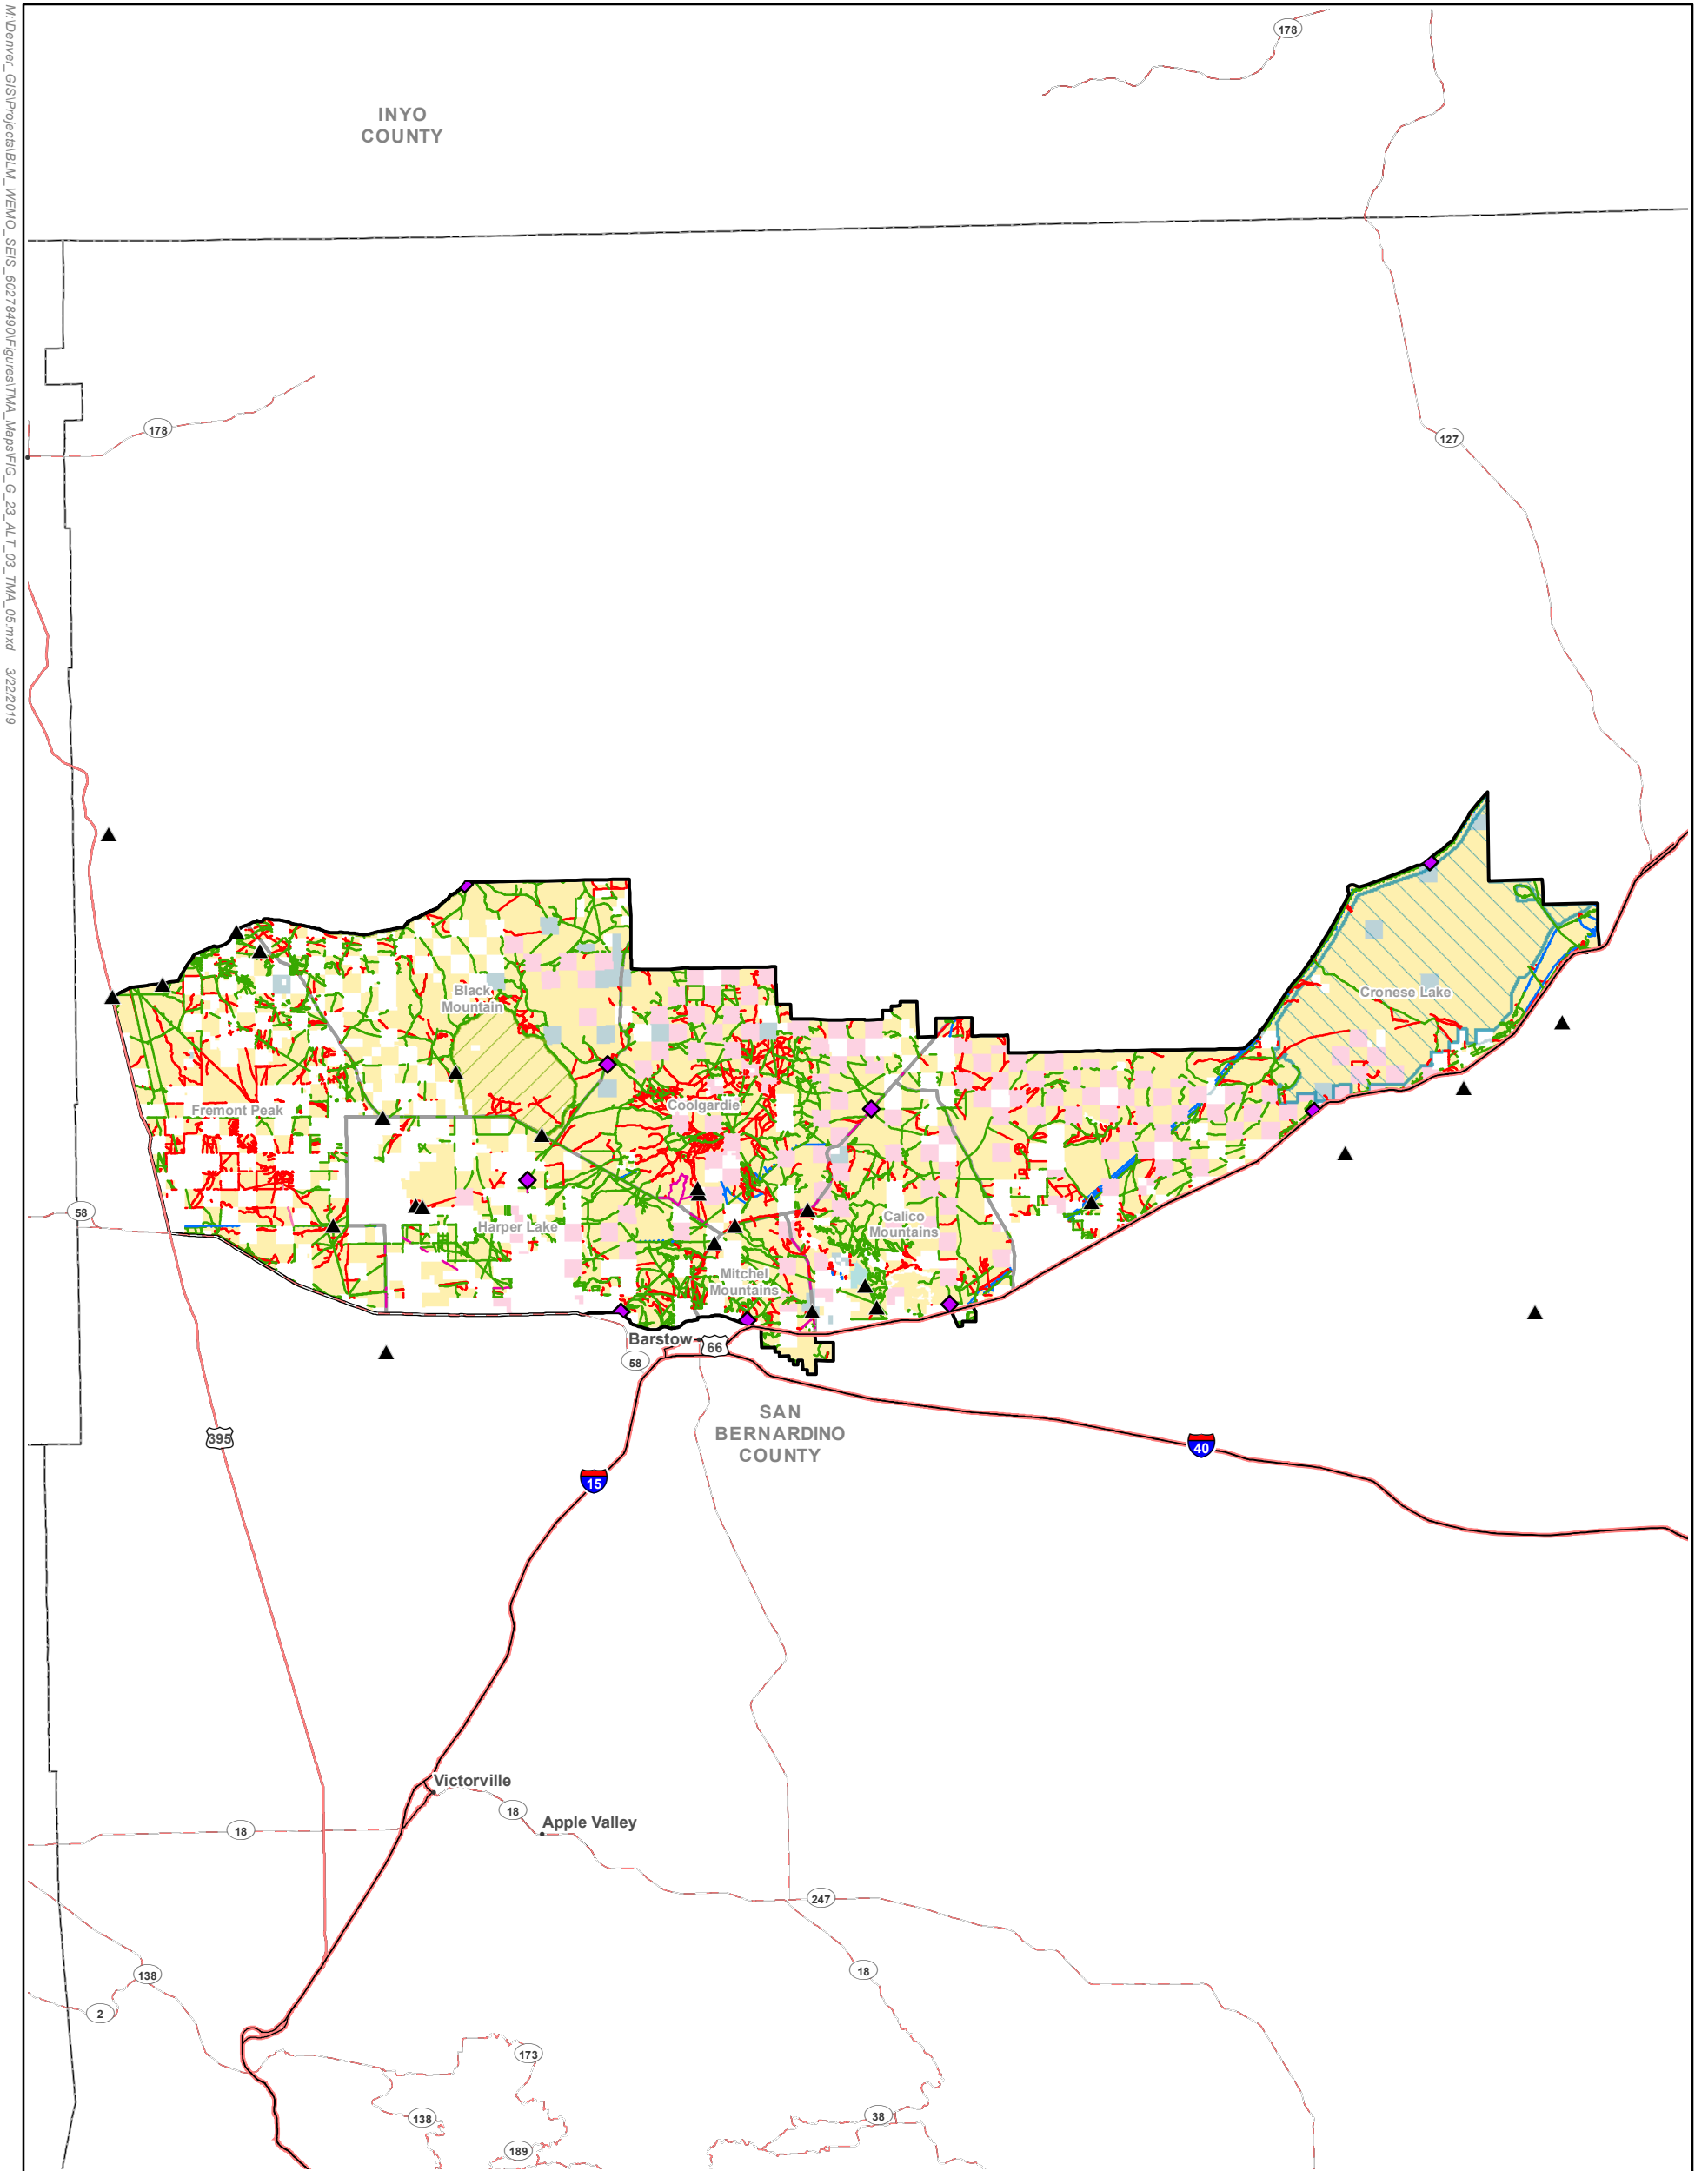 M:\Denver_GIS\Projects\BLM_WEMO_SEIS_60278490\Figures\TMA_Maps\FIG_G_23_ALT_03_TMA_05.mxd 3/22/2019
178
INYO
COUNTY
178
127
Black
Mountain
Cronese Lake
Fremont Peak
Coolgardie
58
Harper Lake
Calico
Mountains
Mitchel
Mountains
Barstow
66
58
SAN
BERNARDINO
COUNTY
395
40
15
Victorville
18
Apple Valley
18
247
18
138
2
173
138
38
189